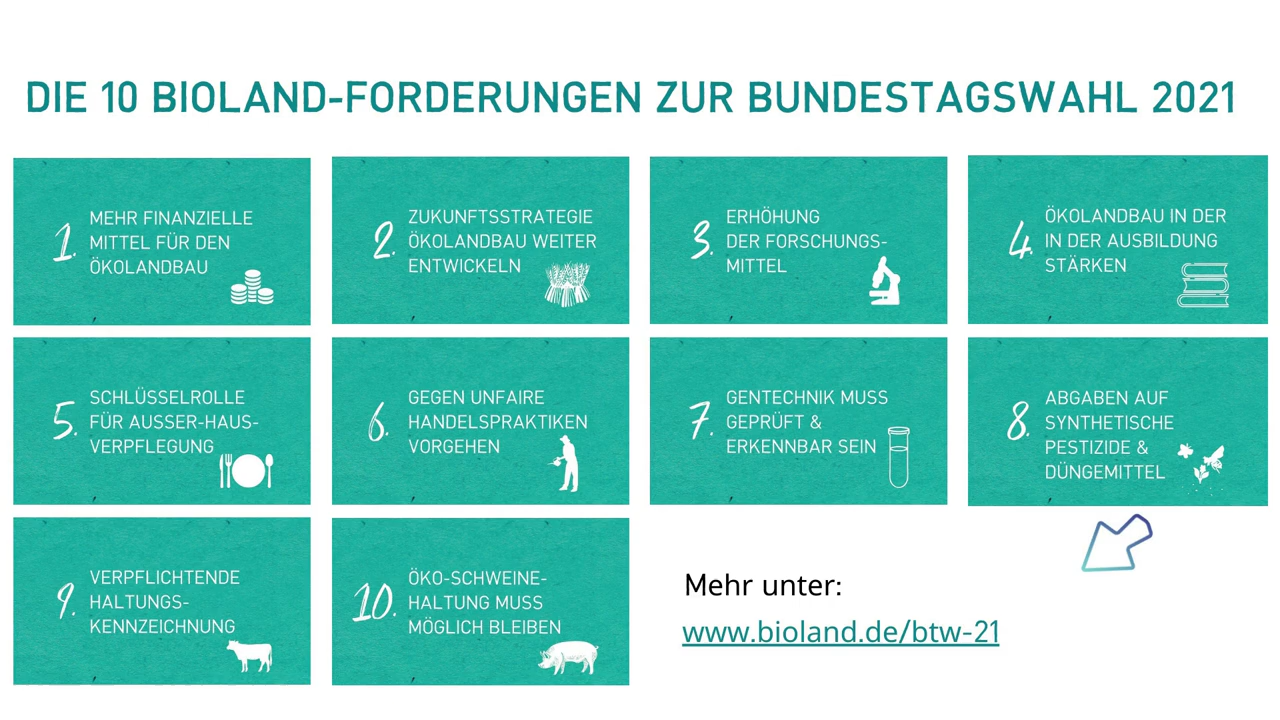 DIE 10 BIOLAND-FORDERUNGEN ZUR BUNDESTAGSWAHL 2021
1.
MEHR FINANZIELLE
MITTEL FÜR DEN
ÖKOLANDBAU
2.
ZUKUNFTSSTRATEGIE
ÖKOLANDBAU WEITER
ENTWICKELN
3.
ERHÖHUNG
DER FORSCHUNGS-
MITTEL
4.
ÖKOLANDBAU IN DER
IN DER AUSBILDUNG
STÄRKEN
5.
SCHLÜSSELROLLE
FÜR AUSSER-HAUS-
VERPFLEGUNG
6.
GEGEN UNFAIRE
HANDELSPRAKTIKEN
VORGEHEN
7.
GENTECHNIK MUSS
GEPRÜFT &
ERKENNBAR SEIN
8.
ABGABEN AUF
SYNTHETISCHE
PESTIZIDE &
DÜNGEMITTEL
9.
VERPFLICHTENDE
HALTUNGS-
KENNZEICHNUNG
10.
ÖKO-SCHWEINE-
HALTUNG MUSS
MÖGLICH BLEIBEN
Mehr unter:
www.bioland.de/btw-21